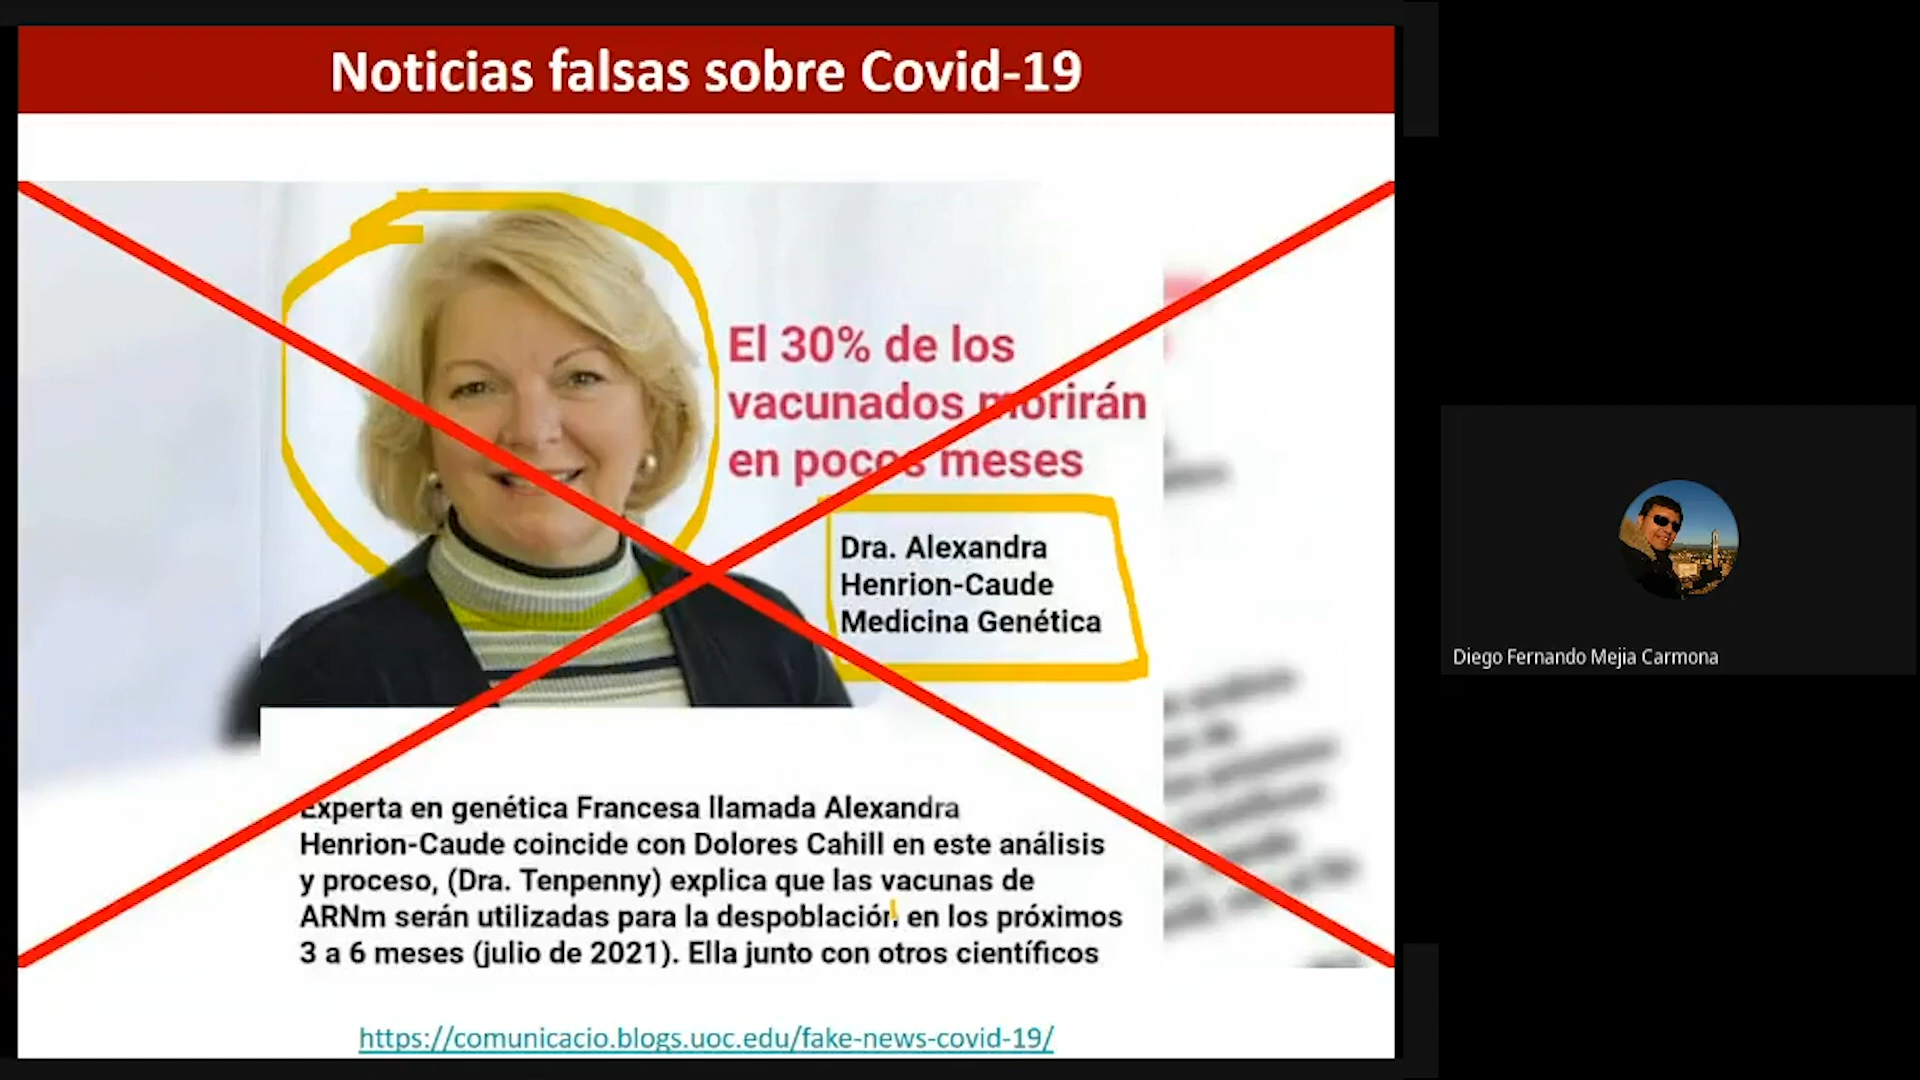 Noticias falsas sobre Covid-19
El 30% de los
vacunados morirán
en pocos meses
Dra. Alexandra
Henrion-Caude
Medicina Genética
Experta en genética Francesa llamada Alexandra
Henrion-Caude coincide con Dolores Cahill en este análisis
y proceso, (Dra. Tenpenny) explica que las vacunas de
ARNm serán utilizadas para la despoblación en los próximos
3 a 6 meses (julio de 2021). Ella junto con otros científicos
https://comunicacio.blogs.uoc.edu/fake-news-covid-19/
Diego Fernando Mejia Carmona